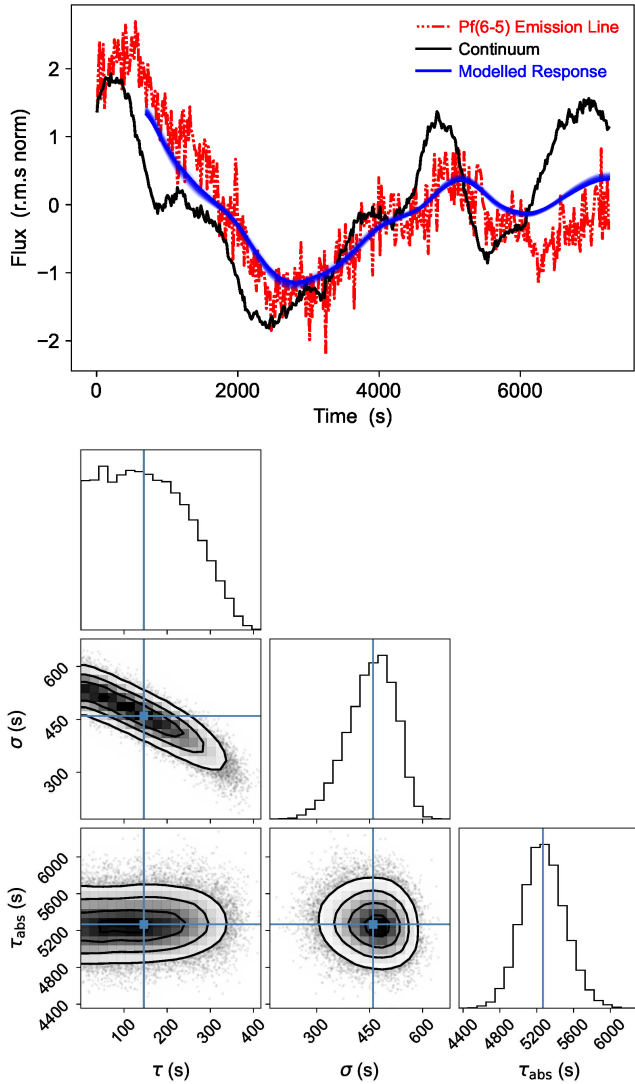 Pf(6-5) Emission Line
Continuum
Modelled Response
Flux (r.m.s norm)
2
1
0
−1
−2
0
2000
4000
6000
Time (s)
σ (s)
600
450
300
τabs (s)
6000
5600
5200
4800
4400
100
200
300
400
τ (s)
300
450
600
σ (s)
4400
4800
5200
5600
6000
τabs (s)